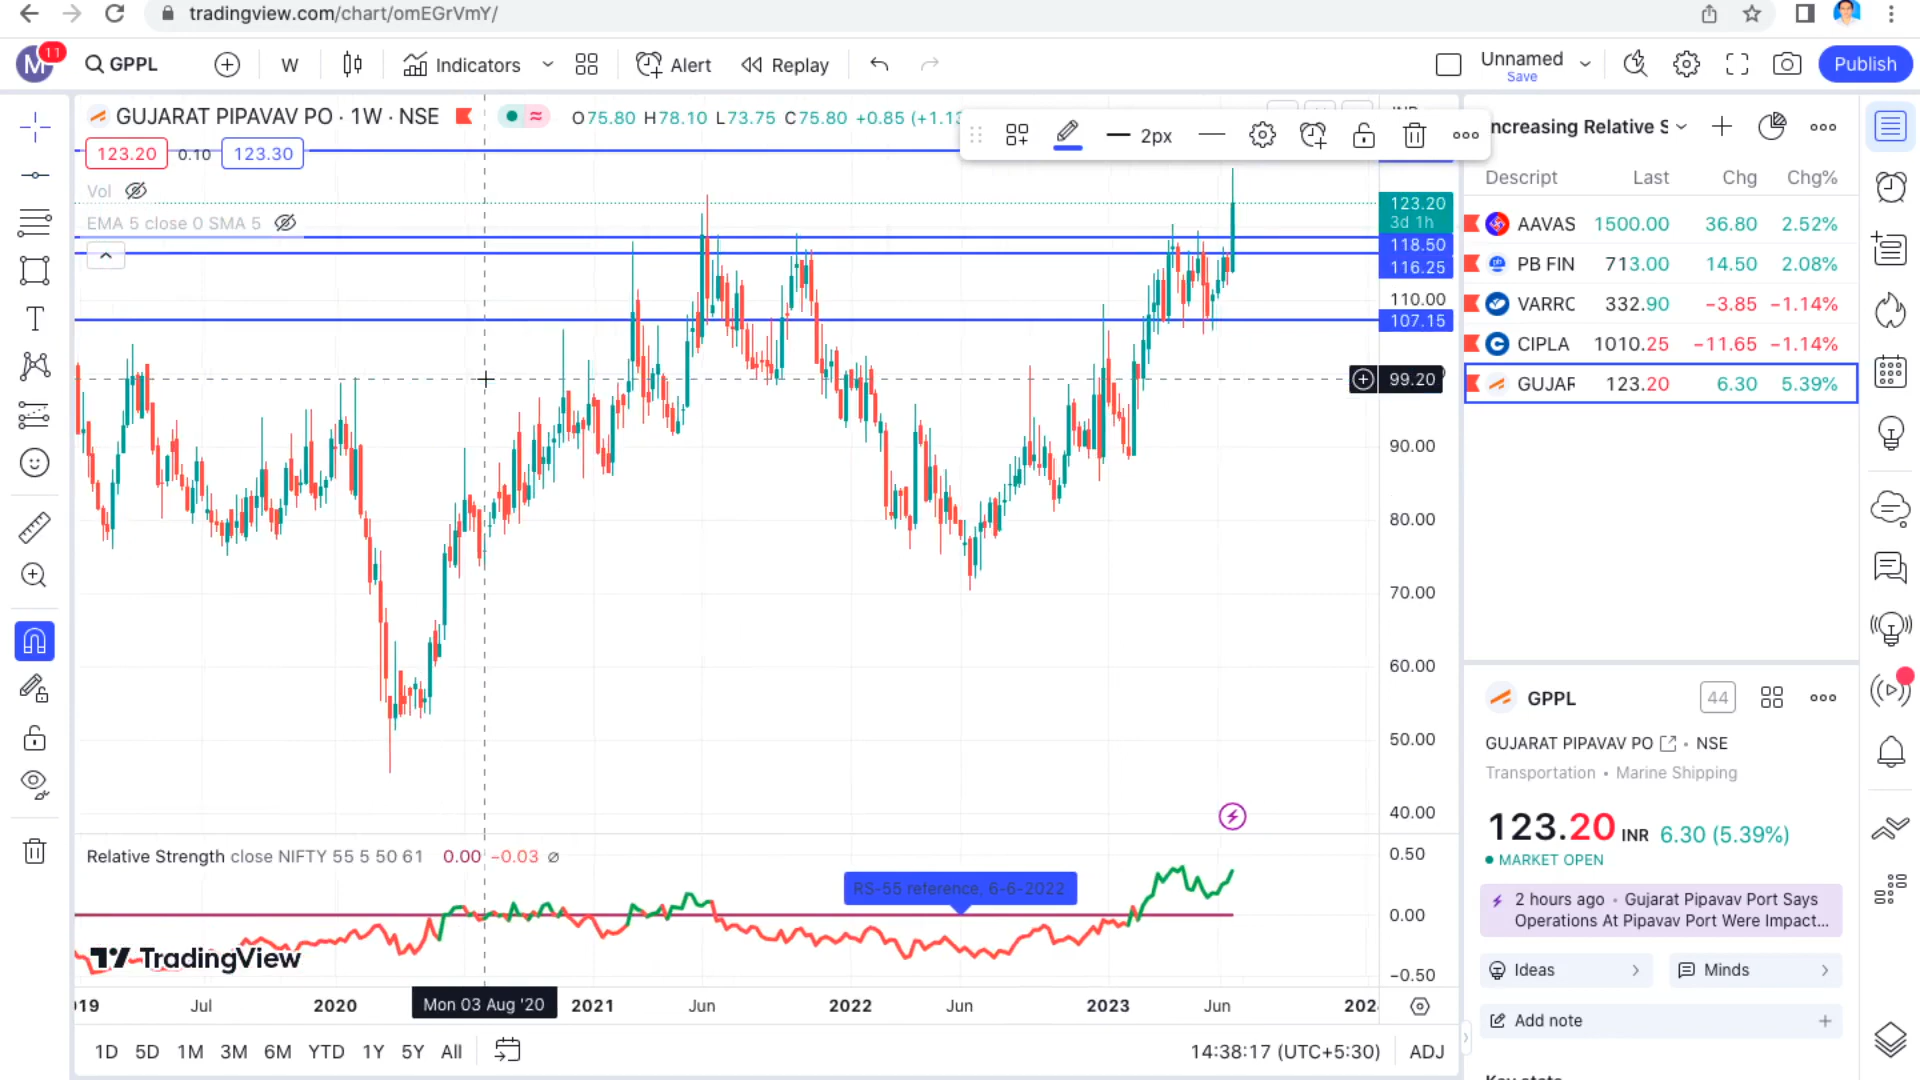 tradingview.com/chart/omEGrVmY/
M 11 GPPL W Indicators Alert Replay Unnamed Save Publish
GUJARAT PIPAVAV PO · 1W · NSE O75.80 H78.10 L73.75 C75.80 +0.85
123.20 0.10 123.30
2px
Vol
EMA 5 close 0 SMA 5
123.20
3d 1h
118.50
116.25
110.00
107.15
99.20
90.00
80.00
70.00
60.00
50.00
40.00
Relative Strength close NIFTY 55 5 50 61 0.00 −0.03 ∅
0.50
RS-55 reference, 6-6-2022
0.00
−0.50
TradingView
Jul 2020 Mon 03 Aug '20 2021 Jun 2022 Jun 2023 Jun
1D 5D 1M 3M 6M YTD 1Y 5Y All 14:38:17 (UTC+5:30) ADJ
ncreasing Relative S
Descript Last Chg Chg%
AAVAS 1500.00 36.80 2.52%
PB FIN 713.00 14.50 2.08%
VARRC 332.90 −3.85 −1.14%
CIPLA 1010.25 −11.65 −1.14%
GUJAR 123.20 6.30 5.39%
GPPL 44
GUJARAT PIPAVAV PO • NSE
Transportation • Marine Shipping
123.20 INR 6.30 (5.39%)
MARKET OPEN
2 hours ago • Gujarat Pipavav Port Says
Operations At Pipavav Port Were Impact...
Ideas Minds
Add note